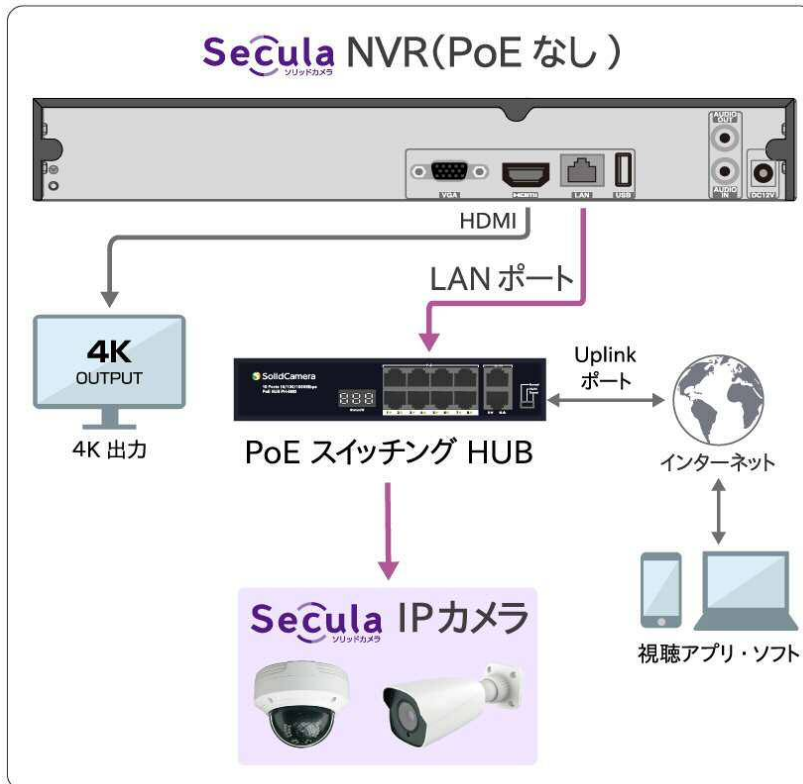 Secula NVR(PoE なし)
ソリッドカメラ
AUDIO OUT
VGA
HDMI
LAN
USB
AUDIO IN
DC12V
HDMI
LAN ポート
4K
OUTPUT
4K 出力
SolidCamera
Uplink
ポート
PoE スイッチング HUB
インターネット
Secula IPカメラ
ソリッドカメラ
視聴アプリ・ソフト